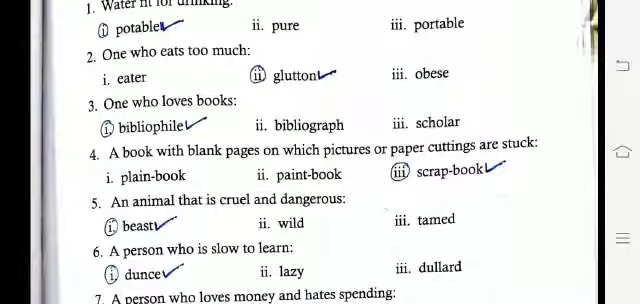 1. Water fit for drinking:
i potable ii. pure iii. portable
2. One who eats too much:
i. eater ii glutton iii. obese
3. One who loves books:
i. bibliophile ii. bibliograph iii. scholar
4. A book with blank pages on which pictures or paper cuttings are stuck:
i. plain-book ii. paint-book iii scrap-book
5. An animal that is cruel and dangerous:
i. beast ii. wild iii. tamed
6. A person who is slow to learn:
i. dunce ii. lazy iii. dullard
7. A person who loves money and hates spending: